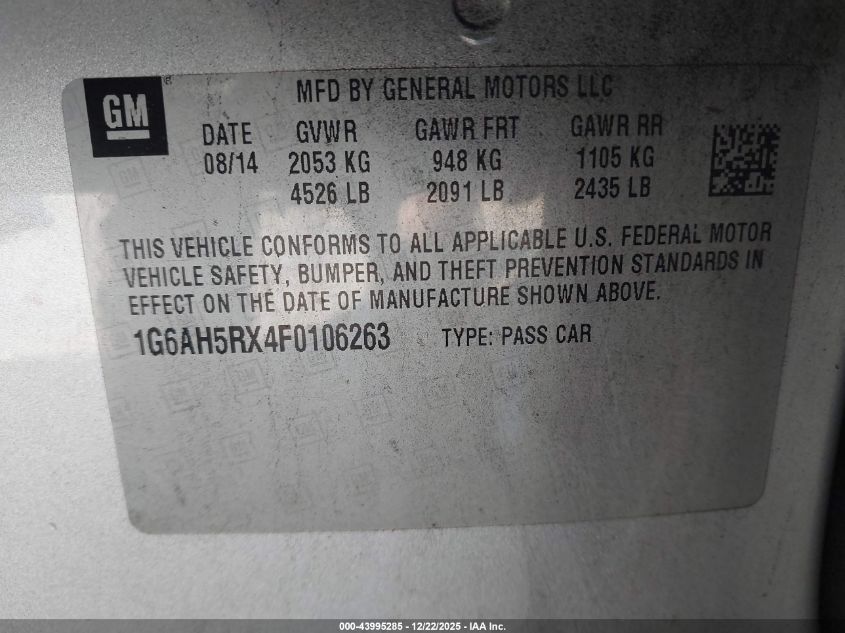 GM
MFD BY GENERAL MOTORS LLC
DATE GVWR GAWR FRT GAWR RR
08/14 2053 KG 948 KG 1105 KG
4526 LB 2091 LB 2435 LB
THIS VEHICLE CONFORMS TO ALL APPLICABLE U.S. FEDERAL MOTOR
VEHICLE SAFETY, BUMPER, AND THEFT PREVENTION STANDARDS IN
EFFECT ON THE DATE OF MANUFACTURE SHOWN ABOVE.
1G6AH5RX4F0106263 TYPE: PASS CAR
000-43995285 - 12/22/2025 - IAA Inc.